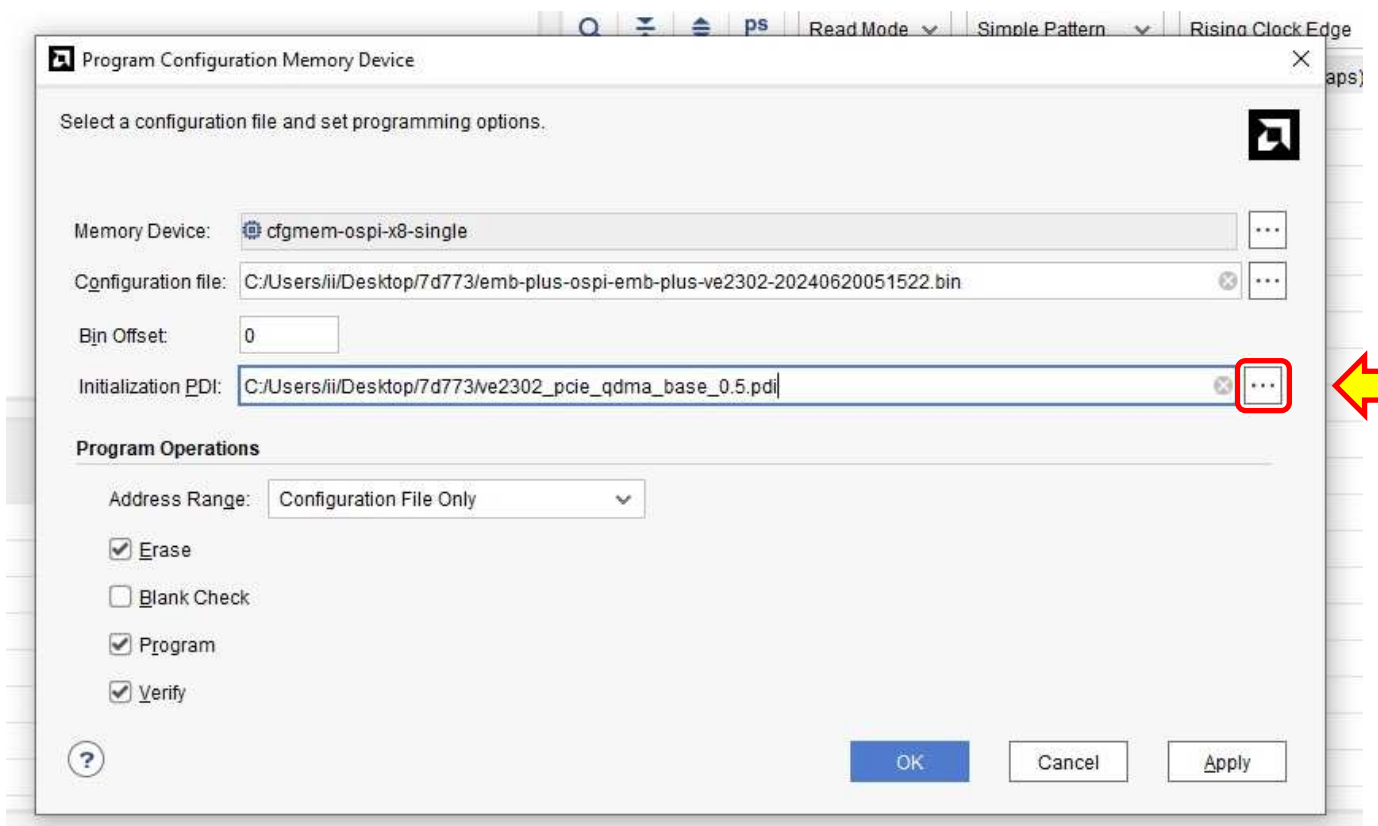 ps Read Mode Simple Pattern Rising Clock Edge
Program Configuration Memory Device
aps)
Select a configuration file and set programming options.
Memory Device: cfgmem-ospi-x8-single ...
Configuration file: C:/Users/ii/Desktop/7d773/emb-plus-ospi-emb-plus-ve2302-20240620051522.bin ...
Bin Offset: 0
Initialization PDI: C:/Users/ii/Desktop/7d773/ve2302_pcie_qdma_base_0.5.pdi ...
Program Operations
Address Range: Configuration File Only
Erase
Blank Check
Program
Verify
? OK Cancel Apply